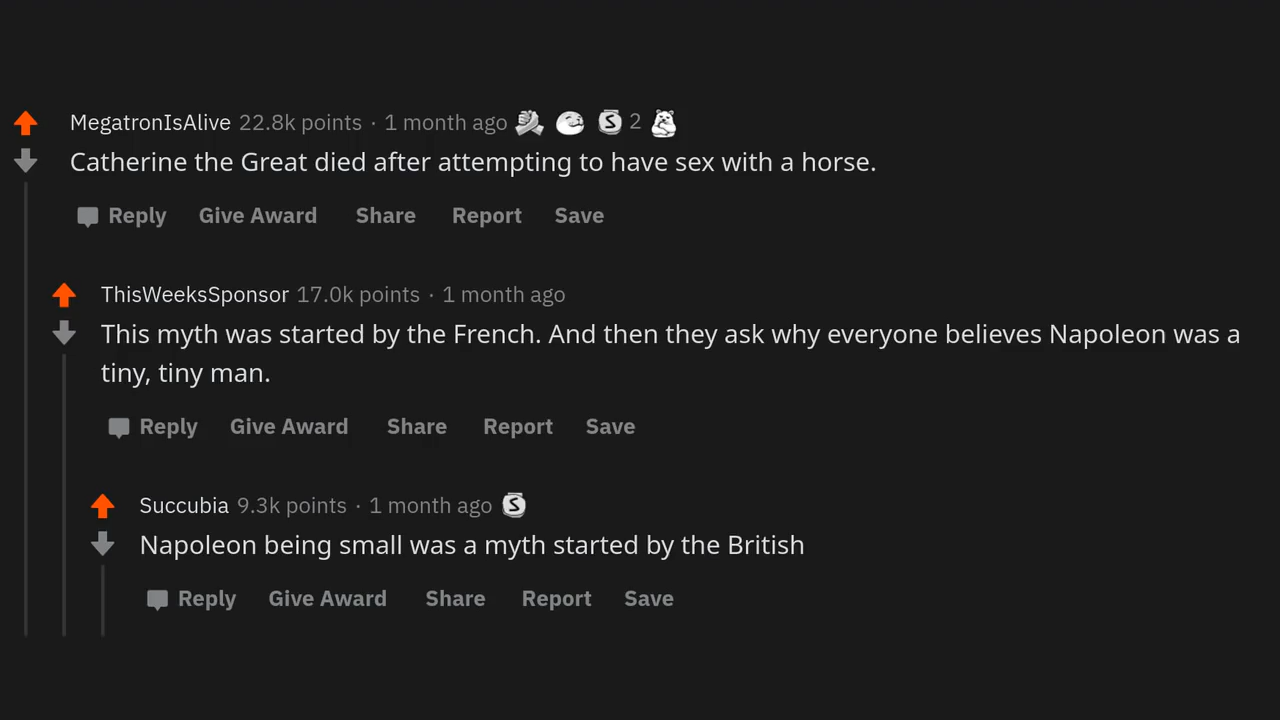 MegatronIsAlive 22.8k points · 1 month ago 2
Catherine the Great died after attempting to have sex with a horse.
Reply Give Award Share Report Save
ThisWeeksSponsor 17.0k points · 1 month ago
This myth was started by the French. And then they ask why everyone believes Napoleon was a
tiny, tiny man.
Reply Give Award Share Report Save
Succubia 9.3k points · 1 month ago
Napoleon being small was a myth started by the British
Reply Give Award Share Report Save